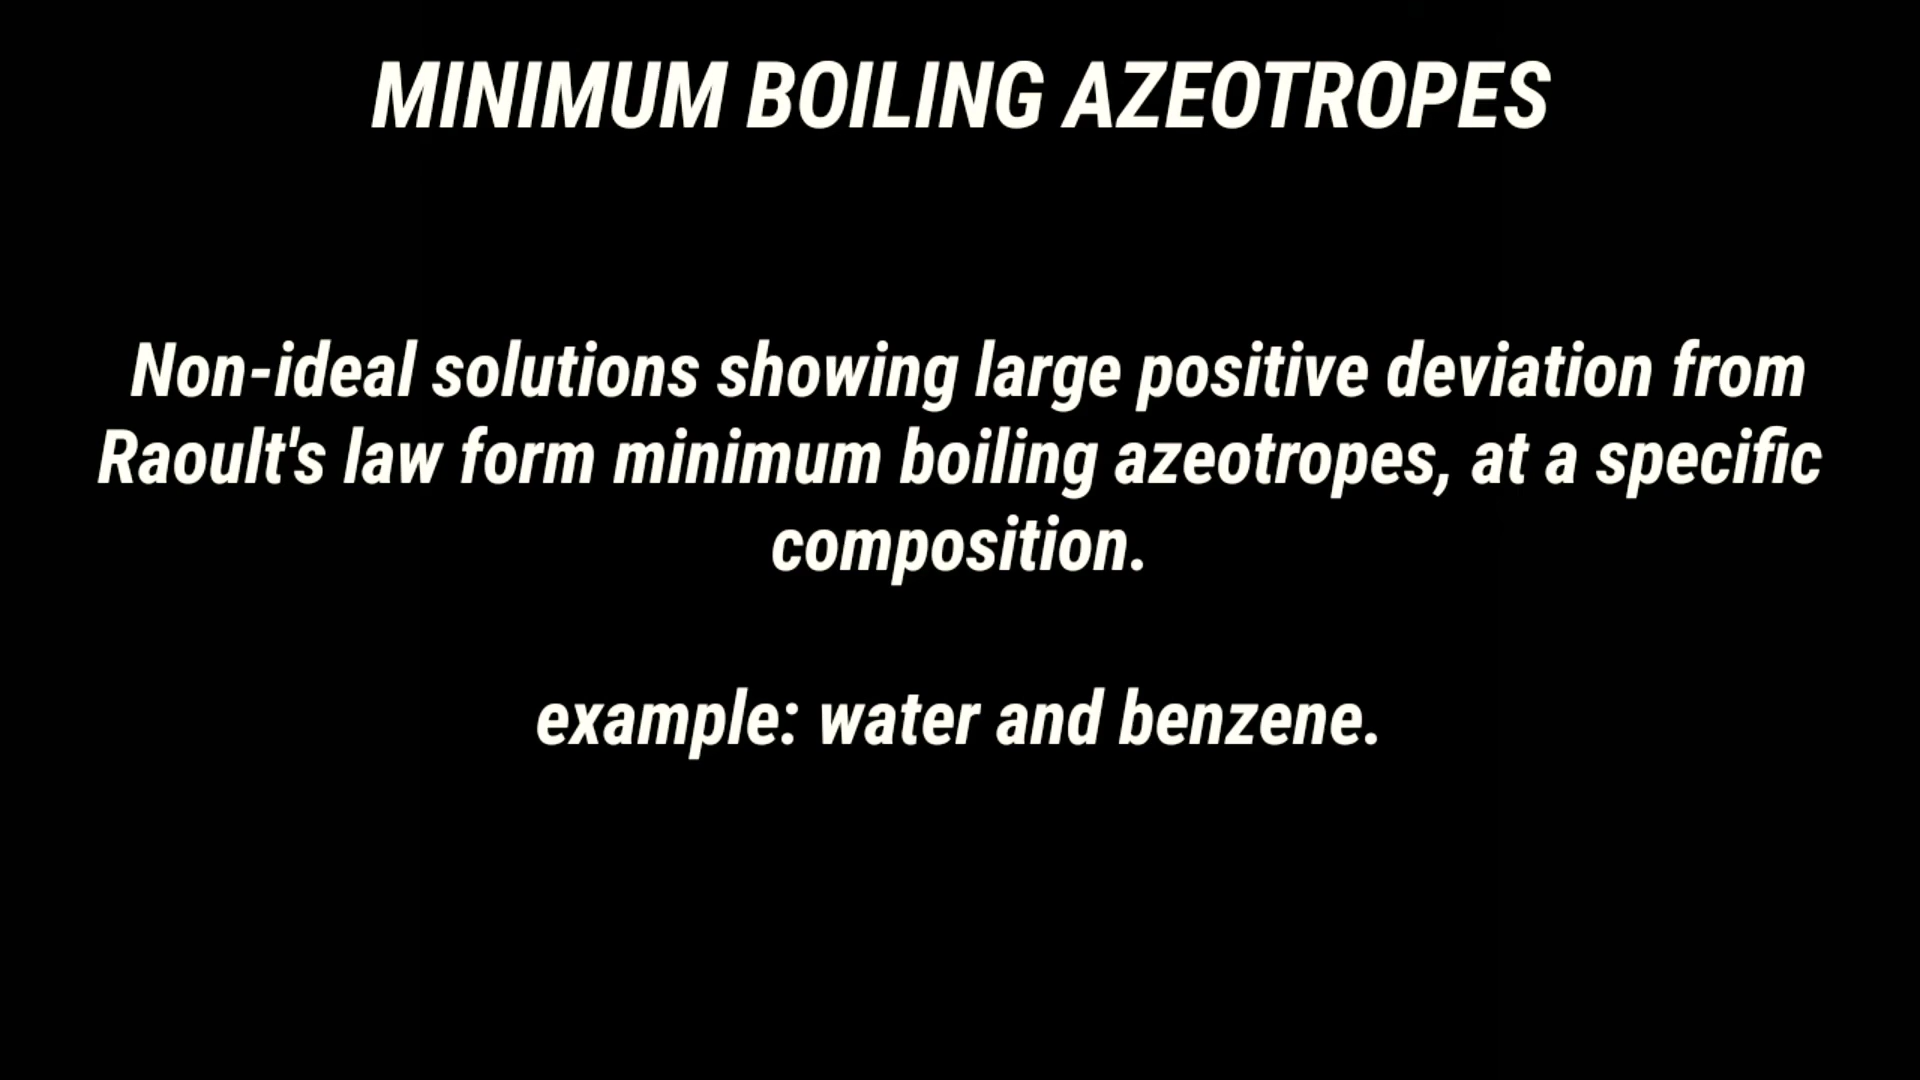 MINIMUM BOILING AZEOTROPES
Non-ideal solutions showing large positive deviation from
Raoult's law form minimum boiling azeotropes, at a specific
composition.
example: water and benzene.